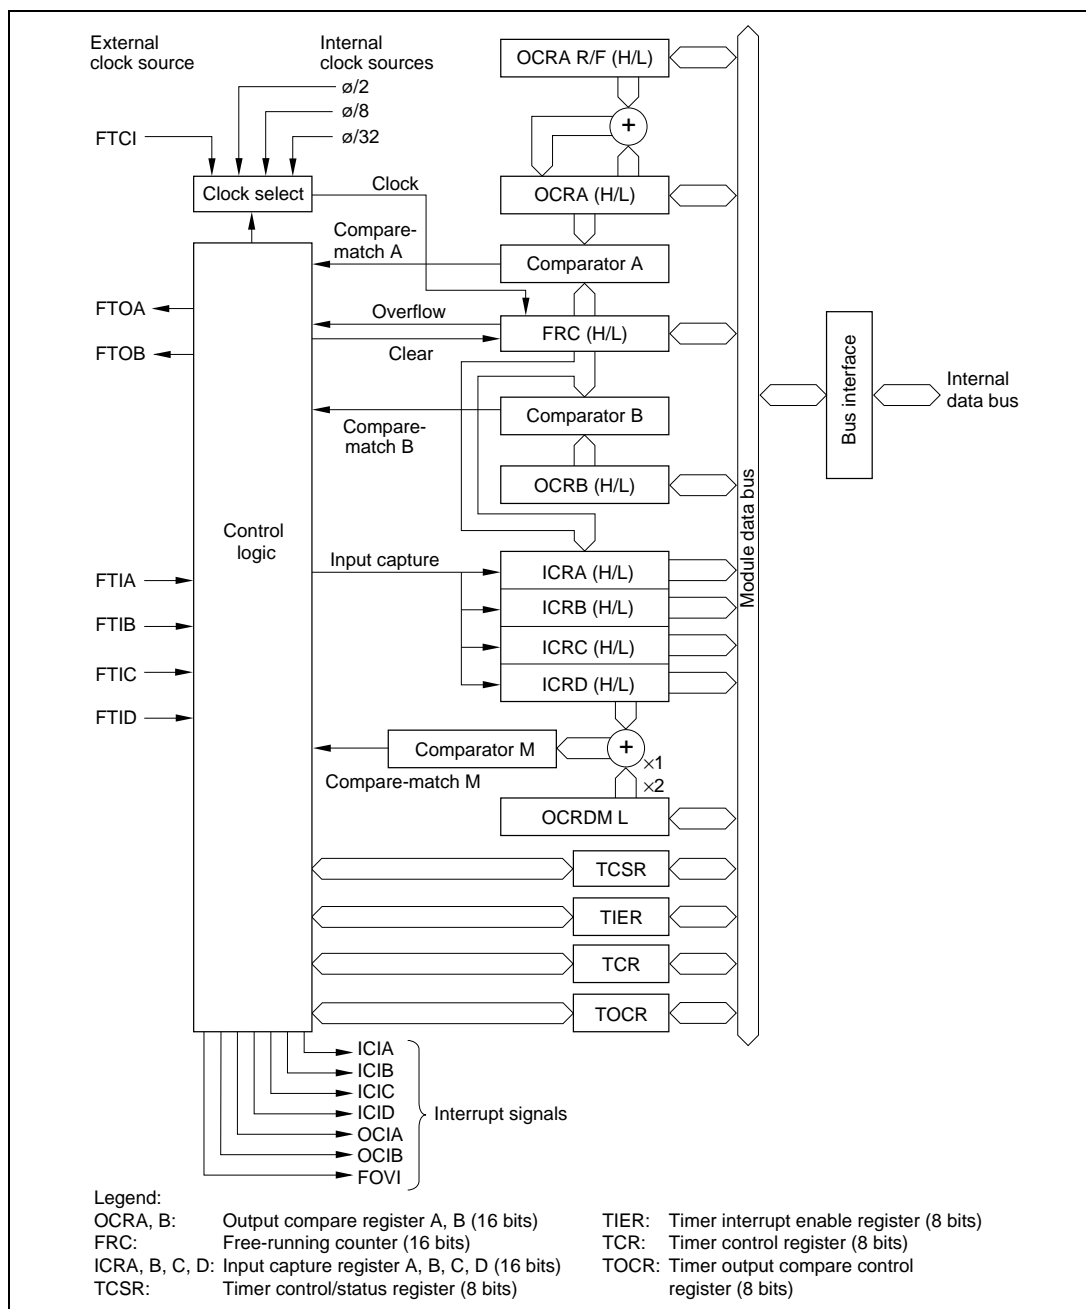 External
clock source
Internal
clock sources
ø/2
ø/8
ø/32
FTCI
Clock select
Clock
OCRA R/F (H/L)
+
OCRA (H/L)
Compare-
match A
Comparator A
FTOA
Overflow
FRC (H/L)
FTOB
Clear
Compare-
match B
Comparator B
OCRB (H/L)
Bus interface
Internal
data bus
Module data bus
Control
logic
Input capture
FTIA
FTIB
FTIC
FTID
ICRA (H/L)
ICRB (H/L)
ICRC (H/L)
ICRD (H/L)
Comparator M
+
×1
×2
Compare-match M
OCRDM L
TCSR
TIER
TCR
TOCR
ICIA
ICIB
ICIC
ICID
OCIA
OCIB
FOVI
Interrupt signals
Legend:
OCRA, B: Output compare register A, B (16 bits)
FRC: Free-running counter (16 bits)
ICRA, B, C, D: Input capture register A, B, C, D (16 bits)
TCSR: Timer control/status register (8 bits)
TIER: Timer interrupt enable register (8 bits)
TCR: Timer control register (8 bits)
TOCR: Timer output compare control
register (8 bits)